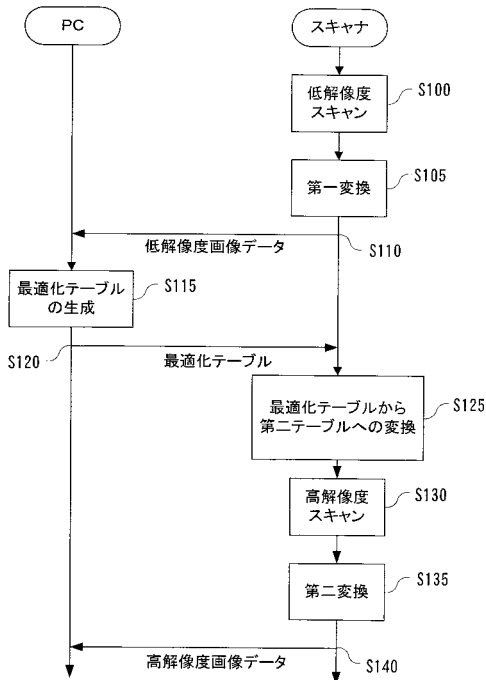 PC
スキャナ
低解像度
スキャン
S100
第一変換
S105
低解像度画像データ
S110
最適化テーブル
の生成
S115
S120
最適化テーブル
最適化テーブルから
第二テーブルへの変換
S125
高解像度
スキャン
S130
第二変換
S135
高解像度画像データ
S140